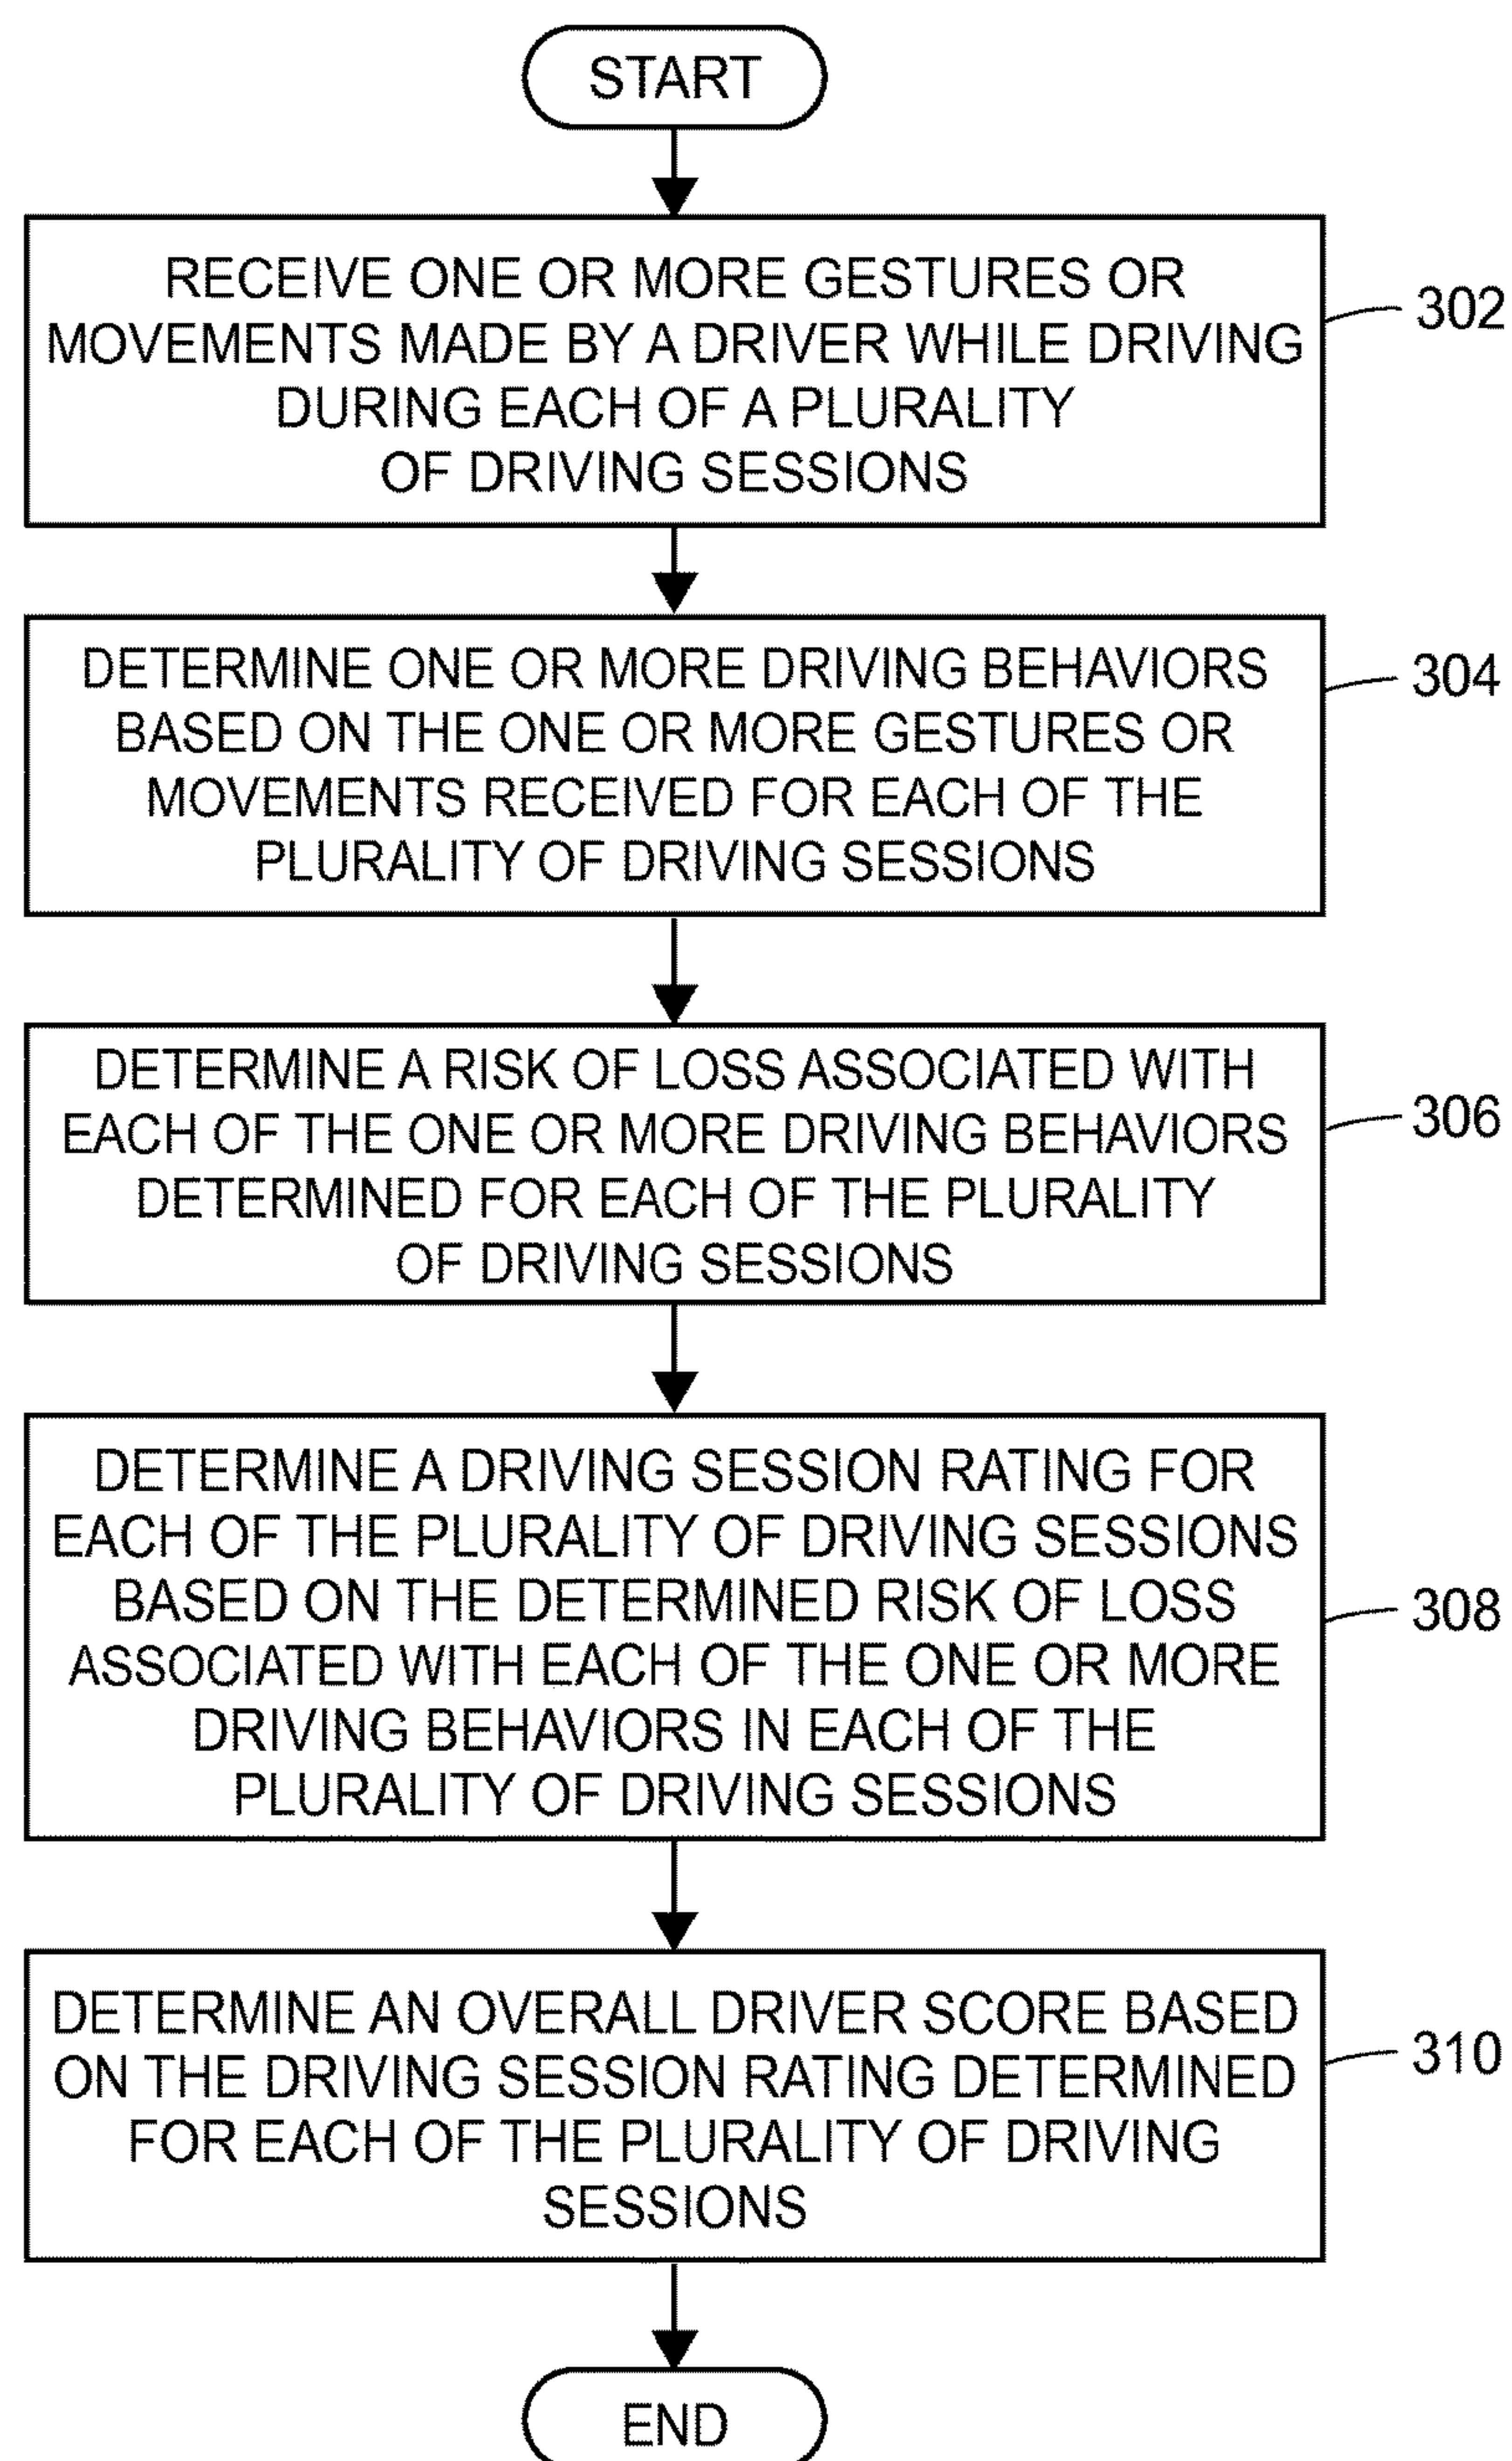 START
RECEIVE ONE OR MORE GESTURES OR
MOVEMENTS MADE BY A DRIVER WHILE DRIVING
DURING EACH OF A PLURALITY
OF DRIVING SESSIONS
302
DETERMINE ONE OR MORE DRIVING BEHAVIORS
BASED ON THE ONE OR MORE GESTURES OR
MOVEMENTS RECEIVED FOR EACH OF THE
PLURALITY OF DRIVING SESSIONS
304
DETERMINE A RISK OF LOSS ASSOCIATED WITH
EACH OF THE ONE OR MORE DRIVING BEHAVIORS
DETERMINED FOR EACH OF THE PLURALITY
OF DRIVING SESSIONS
306
DETERMINE A DRIVING SESSION RATING FOR
EACH OF THE PLURALITY OF DRIVING SESSIONS
BASED ON THE DETERMINED RISK OF LOSS
ASSOCIATED WITH EACH OF THE ONE OR MORE
DRIVING BEHAVIORS IN EACH OF THE
PLURALITY OF DRIVING SESSIONS
308
DETERMINE AN OVERALL DRIVER SCORE BASED
ON THE DRIVING SESSION RATING DETERMINED
FOR EACH OF THE PLURALITY OF DRIVING
SESSIONS
310
END